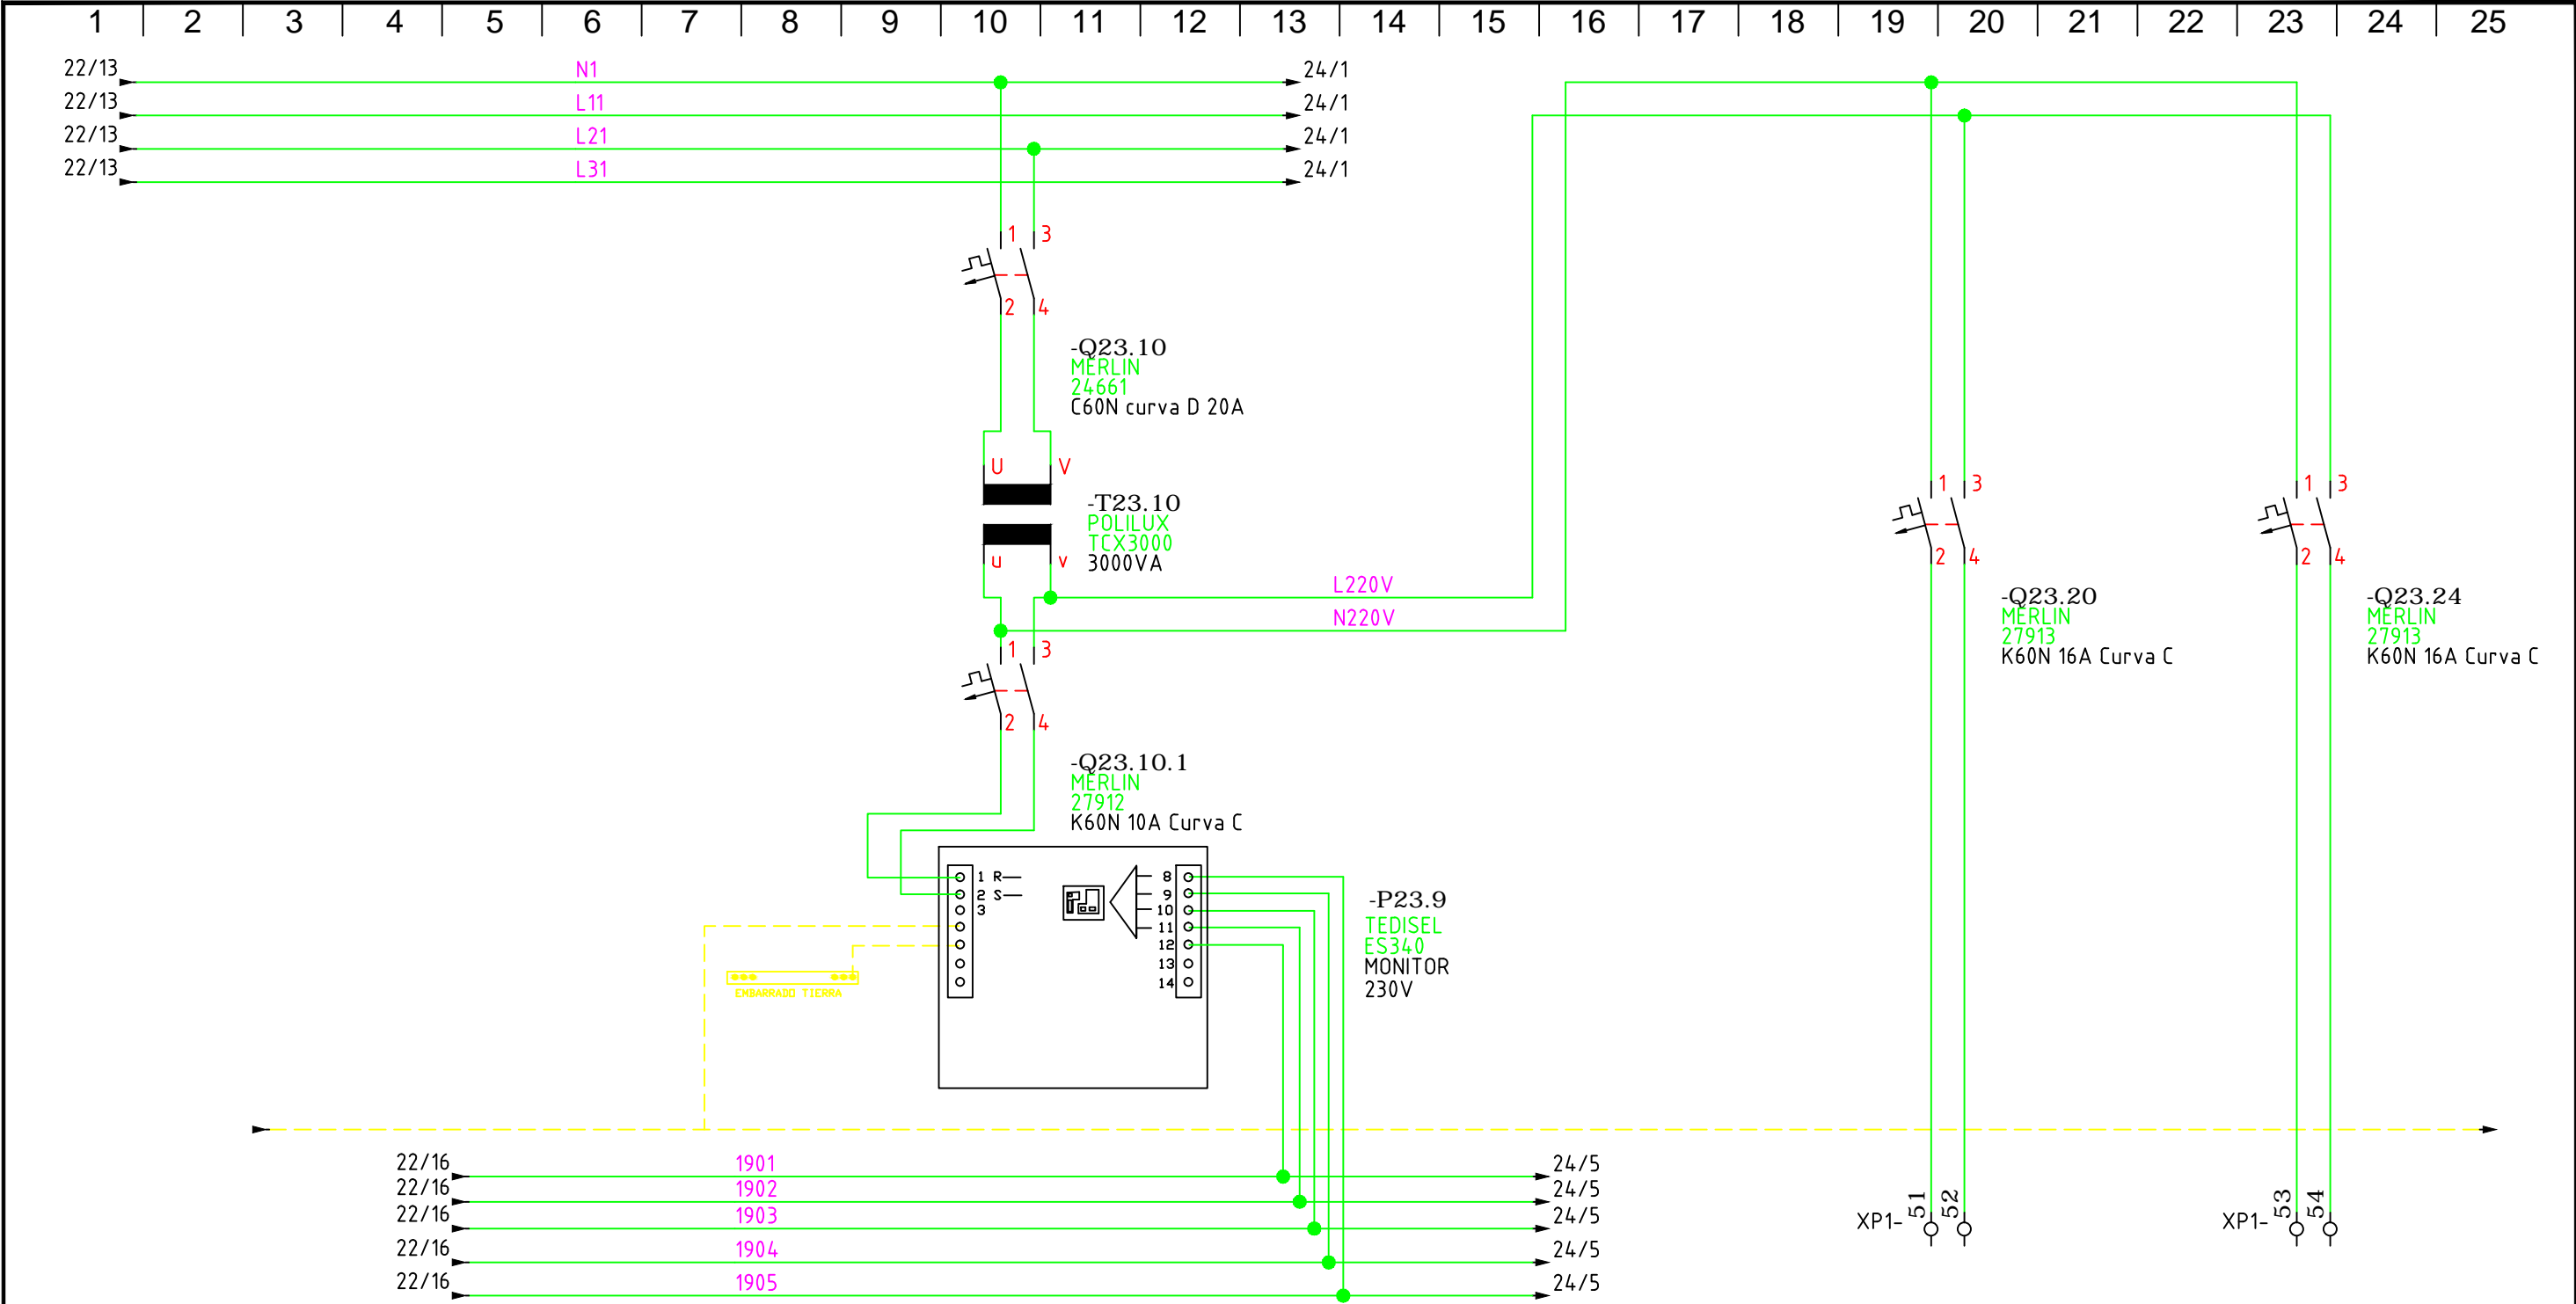 1 2 3 4 5 6 7 8 9 10 11 12 13 14 15 16 17 18 19 20 21 22 23 24 25
22/13 N1 24/1
22/13 L11 24/1
22/13 L21 24/1
22/13 L31 24/1
1 3
2 4
-Q23.10
MERLIN
24661
C60N curva D 20A
U V
-T23.10
POLILUX
TCX3000
3000VA
u v
L220V
N220V
1 3
2 4
-Q23.10.1
MERLIN
27912
K60N 10A Curva C
1 3
2 4
-Q23.20
MERLIN
27913
K60N 16A Curva C
1 3
2 4
-Q23.24
MERLIN
27913
K60N 16A Curva C
1 R
2 S
3
8
9
10
11
12
13
14
-P23.9
TEDISEL
ES340
MONITOR
230V
EMBARRADO TIERRA
22/16 1901 24/5
22/16 1902 24/5
22/16 1903 24/5
22/16 1904 24/5
22/16 1905 24/5
XP1- 51 52
XP1- 53 54